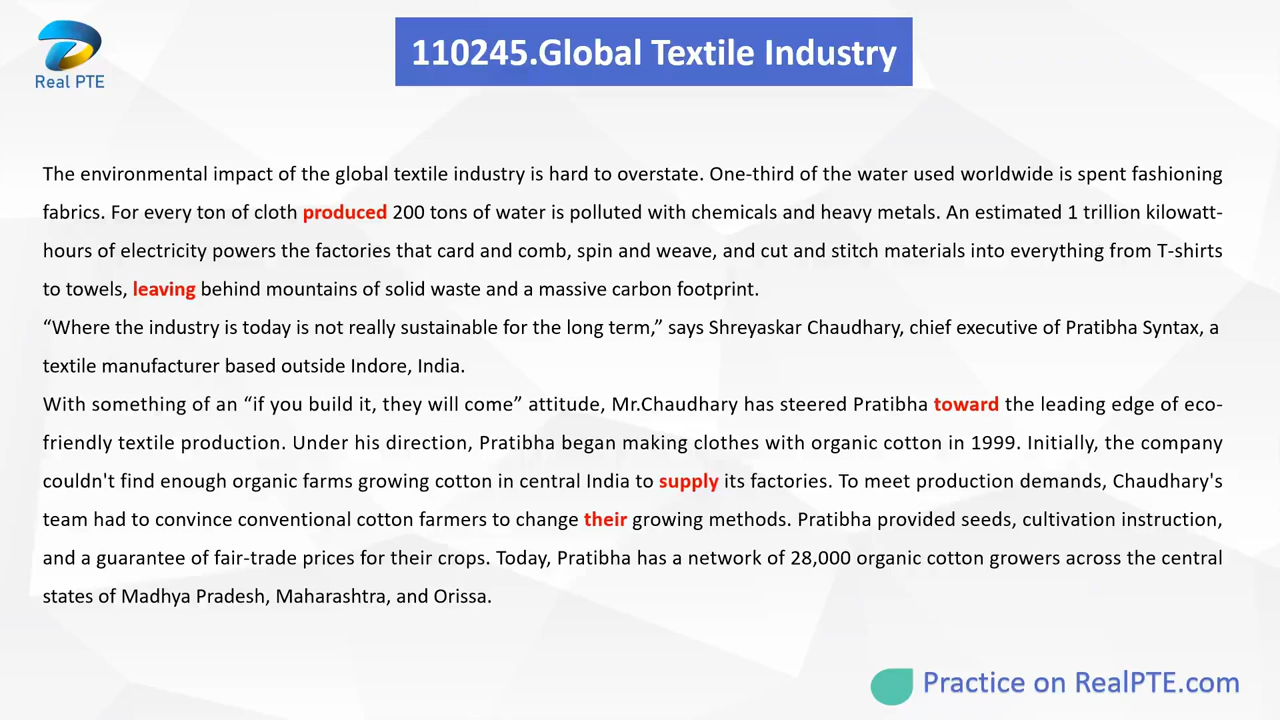 Real PTE
110245.Global Textile Industry
The environmental impact of the global textile industry is hard to overstate. One-third of the water used worldwide is spent fashioning
fabrics. For every ton of cloth produced 200 tons of water is polluted with chemicals and heavy metals. An estimated 1 trillion kilowatt-
hours of electricity powers the factories that card and comb, spin and weave, and cut and stitch materials into everything from T-shirts
to towels, leaving behind mountains of solid waste and a massive carbon footprint.
“Where the industry is today is not really sustainable for the long term,” says Shreyaskar Chaudhary, chief executive of Pratibha Syntax, a
textile manufacturer based outside Indore, India.
With something of an “if you build it, they will come” attitude, Mr.Chaudhary has steered Pratibha toward the leading edge of eco-
friendly textile production. Under his direction, Pratibha began making clothes with organic cotton in 1999. Initially, the company
couldn't find enough organic farms growing cotton in central India to supply its factories. To meet production demands, Chaudhary's
team had to convince conventional cotton farmers to change their growing methods. Pratibha provided seeds, cultivation instruction,
and a guarantee of fair-trade prices for their crops. Today, Pratibha has a network of 28,000 organic cotton growers across the central
states of Madhya Pradesh, Maharashtra, and Orissa.
Practice on RealPTE.com